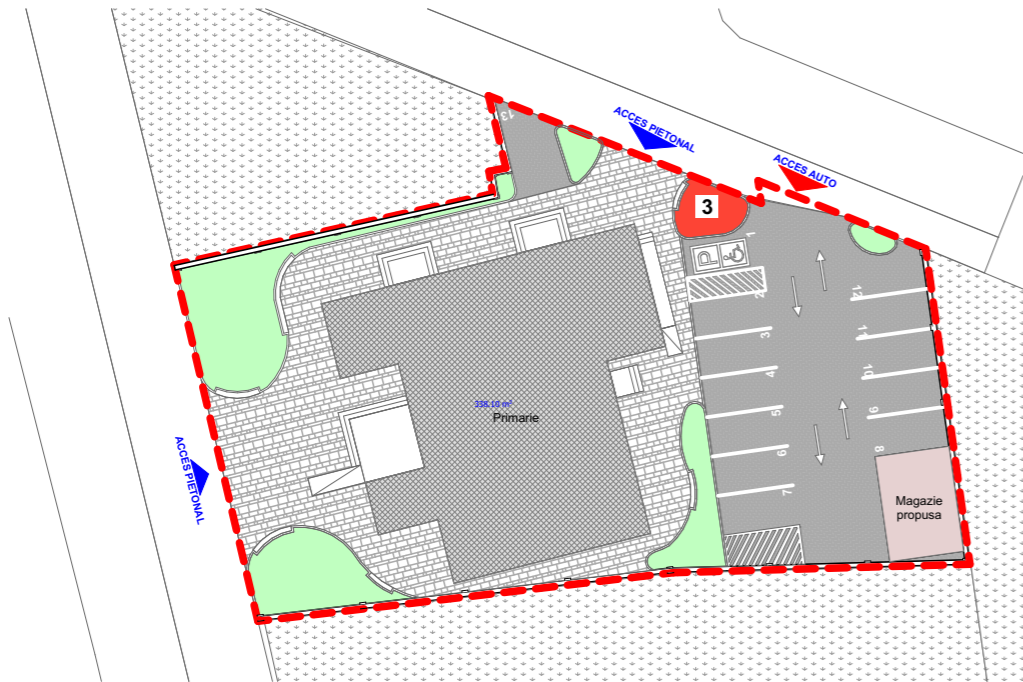 13
ACCES PIETONAL
ACCES AUTO
3
P
1
2
3
4
5
6
7
12
11
10
9
8
338.10 m²
Primarie
ACCES PIETONAL
Magazie
propusa